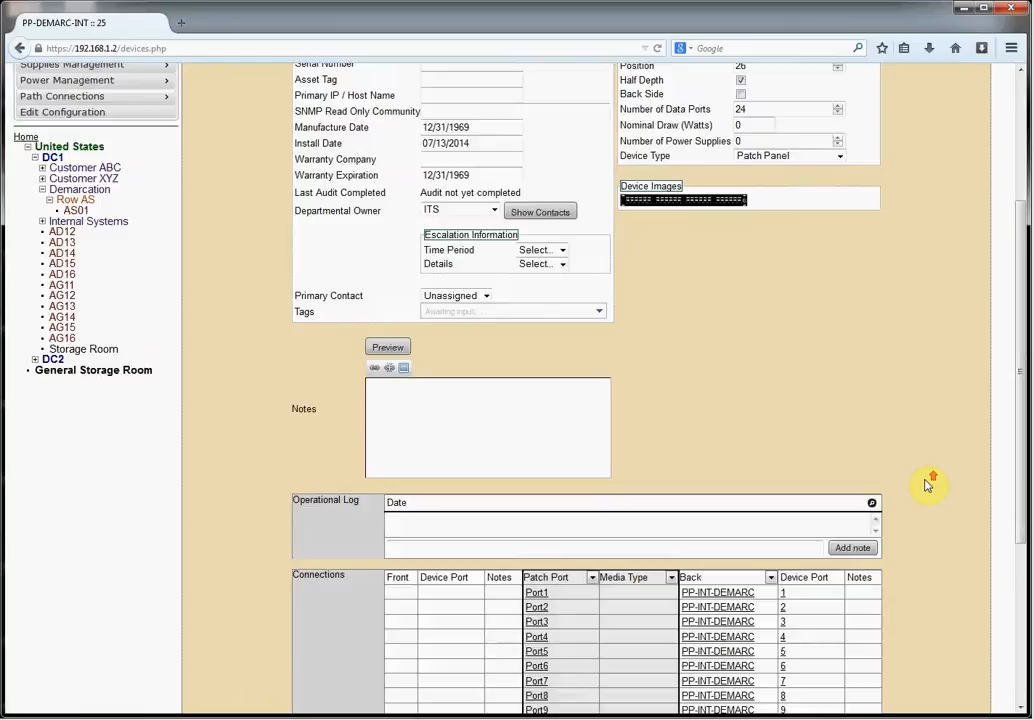 PP-DEMARC-INT :: 25
https://192.168.1.2/devices.php
Google
Supplies Management
Power Management
Path Connections
Edit Configuration
Home
United States
DC1
Customer ABC
Customer XYZ
Demarcation
Row AS
AS01
Internal Systems
AD12
AD13
AD14
AD15
AD16
AG11
AG12
AG13
AG14
AG15
AG16
Storage Room
DC2
General Storage Room
Serial Number
Asset Tag
Primary IP / Host Name
SNMP Read Only Community
Manufacture Date 12/31/1969
Install Date 07/13/2014
Warranty Company
Warranty Expiration 12/31/1969
Last Audit Completed Audit not yet completed
Departmental Owner ITS Show Contacts
Escalation Information
Time Period Select...
Details Select...
Primary Contact Unassigned
Tags Awaiting input. ...
Position 26
Half Depth
Back Side
Number of Data Ports 24
Nominal Draw (Watts) 0
Number of Power Supplies 0
Device Type Patch Panel
Device Images
Preview
Notes
Operational Log Date
Add note
Connections Front Device Port Notes Patch Port Media Type Back Device Port Notes
Port1 PP-INT-DEMARC 1
Port2 PP-INT-DEMARC 2
Port3 PP-INT-DEMARC 3
Port4 PP-INT-DEMARC 4
Port5 PP-INT-DEMARC 5
Port6 PP-INT-DEMARC 6
Port7 PP-INT-DEMARC 7
Port8 PP-INT-DEMARC 8
Port9 PP-INT-DEMARC 9